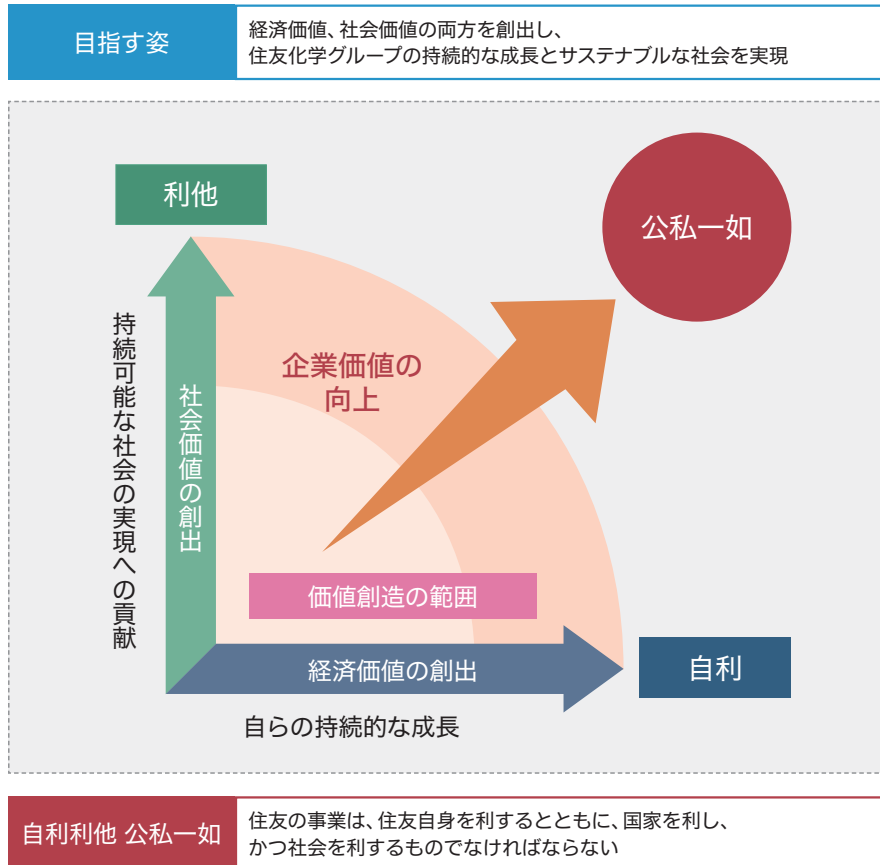 目指す姿
経済価値、社会価値の両方を創出し、
住友化学グループの持続的な成長とサステナブルな社会を実現
利他
公私一如
持続可能な社会の実現への貢献
社会価値の創出
企業価値の
向上
価値創造の範囲
経済価値の創出
自利
自らの持続的な成長
自利利他 公私一如
住友の事業は、住友自身を利するとともに、国家を利し、
かつ社会を利するものでなければならない